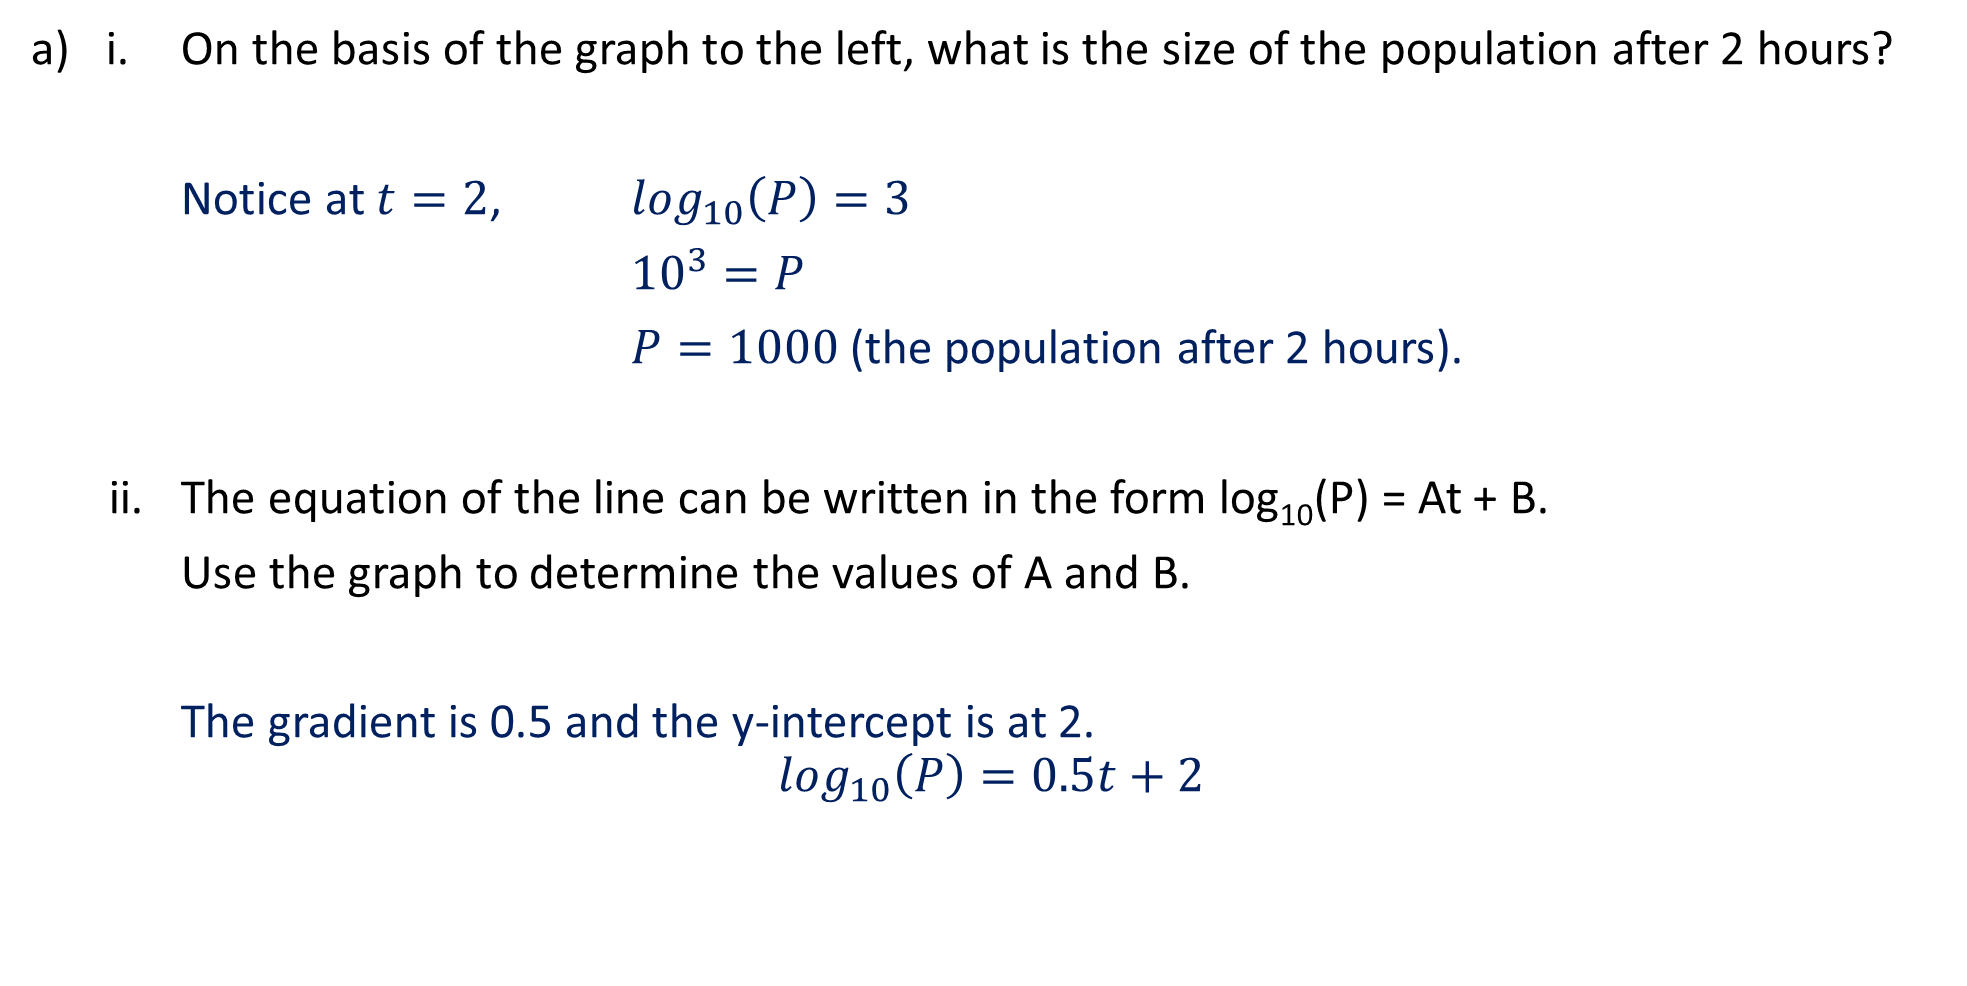 a) i. On the basis of the graph to the left, what is the size of the population after 2 hours?
Notice at t = 2, log₁₀(P) = 3
10³ = P
P = 1000 (the population after 2 hours).
ii. The equation of the line can be written in the form log₁₀(P) = At + B.
Use the graph to determine the values of A and B.
The gradient is 0.5 and the y-intercept is at 2.
log₁₀(P) = 0.5t + 2